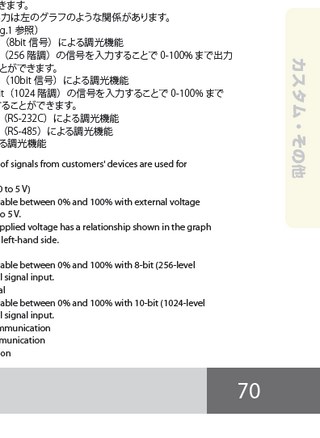 きます。
力は左のグラフのような関係があります。
g.1 参照）
（8bit 信号）による調光機能
（256 階調）の信号を入力することで 0-100% まで出力
とができます。
（10bit 信号）による調光機能
it（1024 階調）の信号を入力することで 0-100% まで
することができます。
（RS-232C）による調光機能
（RS-485）による調光機能
る調光機能
of signals from customers' devices are used for
0 to 5 V)
able between 0% and 100% with external voltage
o 5 V.
pplied voltage has a relationship shown in the graph
left-hand side.
able between 0% and 100% with 8-bit (256-level
l signal input.
al
able between 0% and 100% with 10-bit (1024-level
l signal input.
mmunication
munication
on
カスタム・その他
70